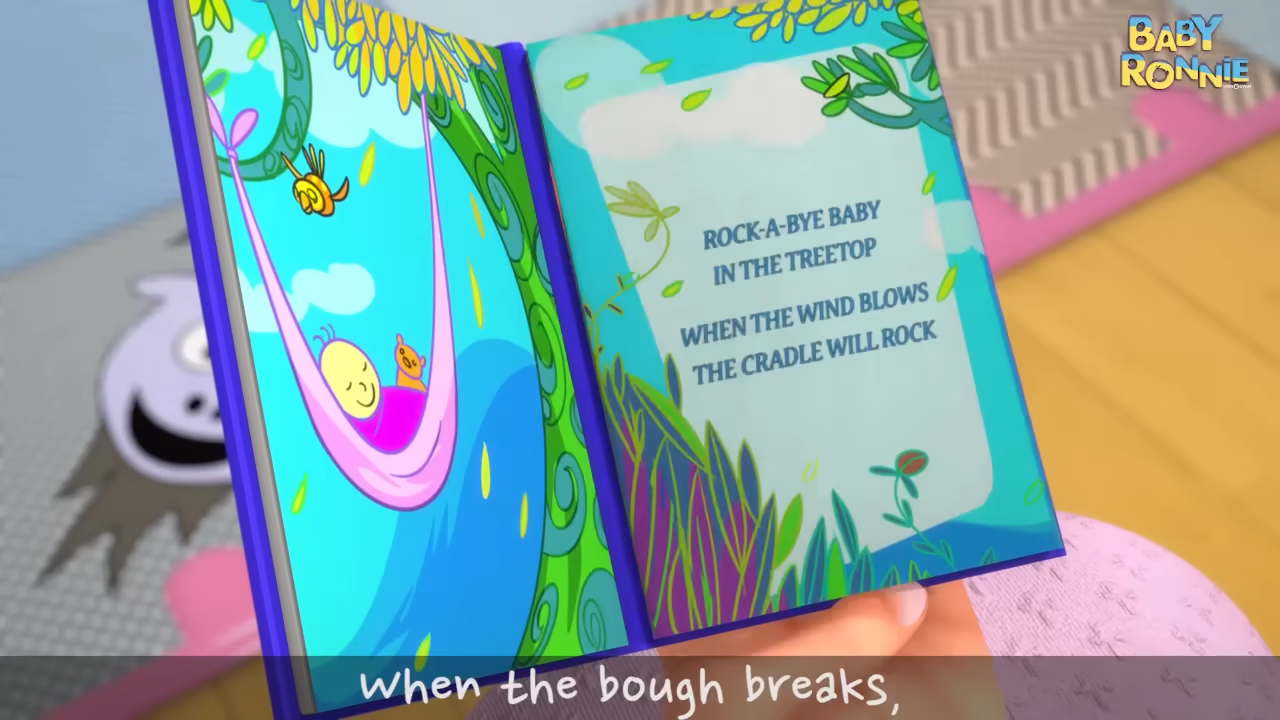 BABY
RONNIE
ROCK-A-BYE BABY
IN THE TREETOP
WHEN THE WIND BLOWS
THE CRADLE WILL ROCK
When the bough breaks,